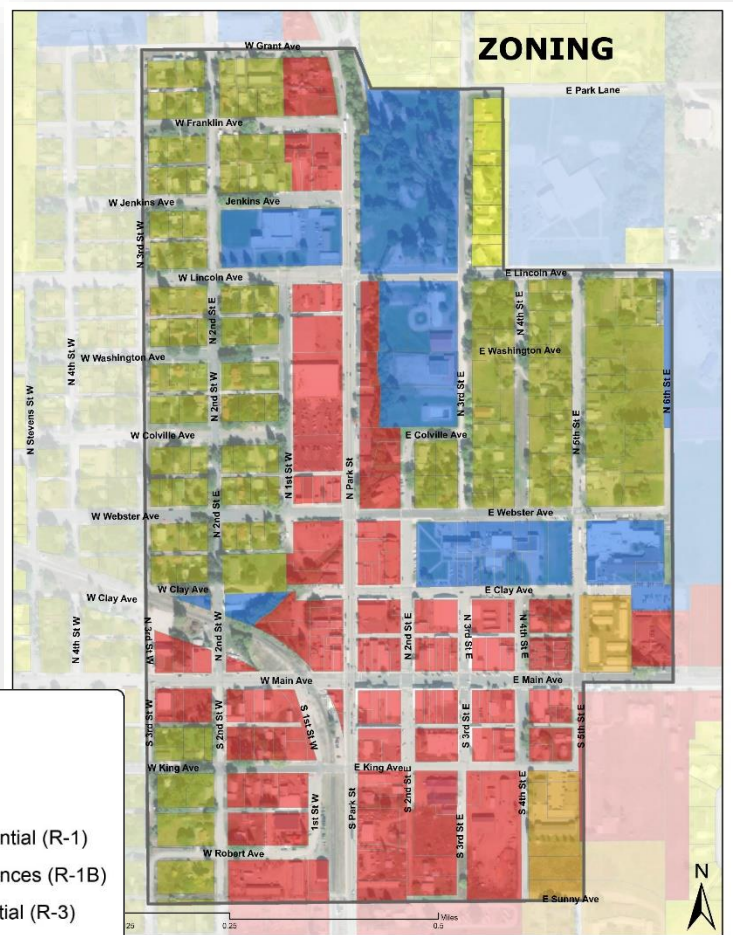 ZONING
W Grant Ave
E Park Lane
W Franklin Ave
W Jenkins Ave
Jenkins Ave
N 3rd St W
W Lincoln Ave
E Lincoln Ave
N 2nd St E
N 4th St E
N 4th St W
W Washington Ave
E Washington Ave
N Stevens St W
N 2nd St W
N 3rd St E
N 6th St E
N 5th St E
W Colville Ave
E Colville Ave
N 1st St W
N Park St
W Webster Ave
N 2nd St E
E Webster Ave
W Clay Ave
W Clay Ave
E Clay Ave
N 4th St W
N 3rd St W
N 2nd St W
N 2nd St E
N 3rd St E
N 4th St E
W Main Ave
E Main Ave
S 3rd St W
S 2nd St W
S 1st St W
S 3rd St E
S 5th St E
W King Ave
E King Ave
1st St W
S Park St
S 2nd St E
S 3rd St E
S 4th St E
W Robert Ave
E Sunny Ave
ntial (R-1)
nces (R-1B)
tial (R-3)
25
0.25
0.5
Miles
N